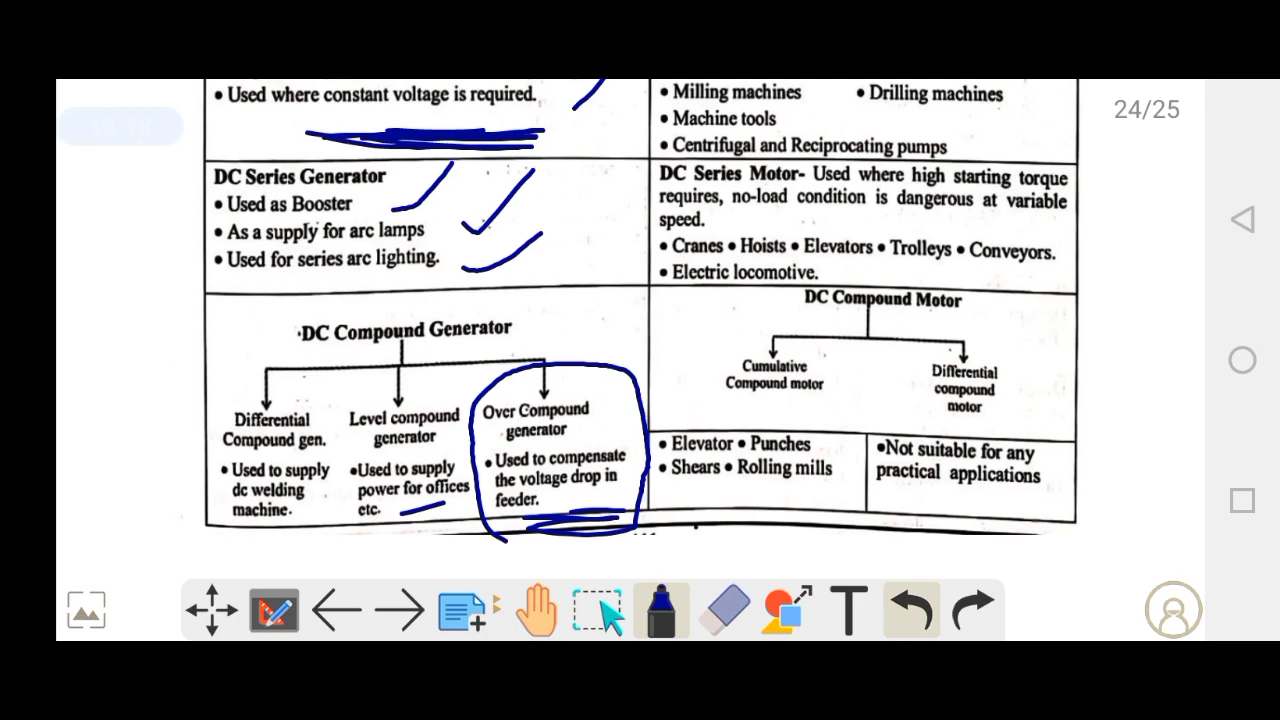 • Used where constant voltage is required.
• Milling machines • Drilling machines
• Machine tools
• Centrifugal and Reciprocating pumps
24/25
DC Series Generator
• Used as Booster
• As a supply for arc lamps
• Used for series arc lighting.
DC Series Motor- Used where high starting torque
requires, no-load condition is dangerous at variable
speed.
• Cranes • Hoists • Elevators • Trolleys • Conveyors.
• Electric locomotive.
DC Compound Generator
Differential
Compound gen.
• Used to supply
dc welding
machine.
Level compound
generator
•Used to supply
power for offices
etc.
Over Compound
generator
• Used to compensate
the voltage drop in
feeder.
DC Compound Motor
Cumulative
Compound motor
Differential
compound
motor
• Elevator • Punches
• Shears • Rolling mills
•Not suitable for any
practical applications
T